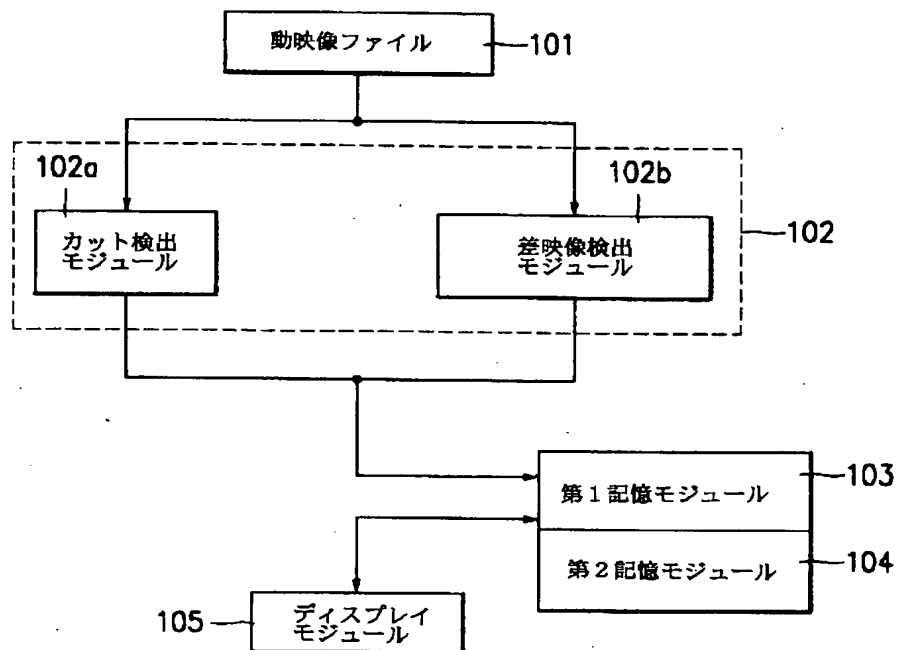 動映像ファイル
101
102a
102b
カット検出
モジュール
差映像検出
モジュール
102
第1記憶モジュール
103
第2記憶モジュール
104
105
ディスプレイ
モジュール